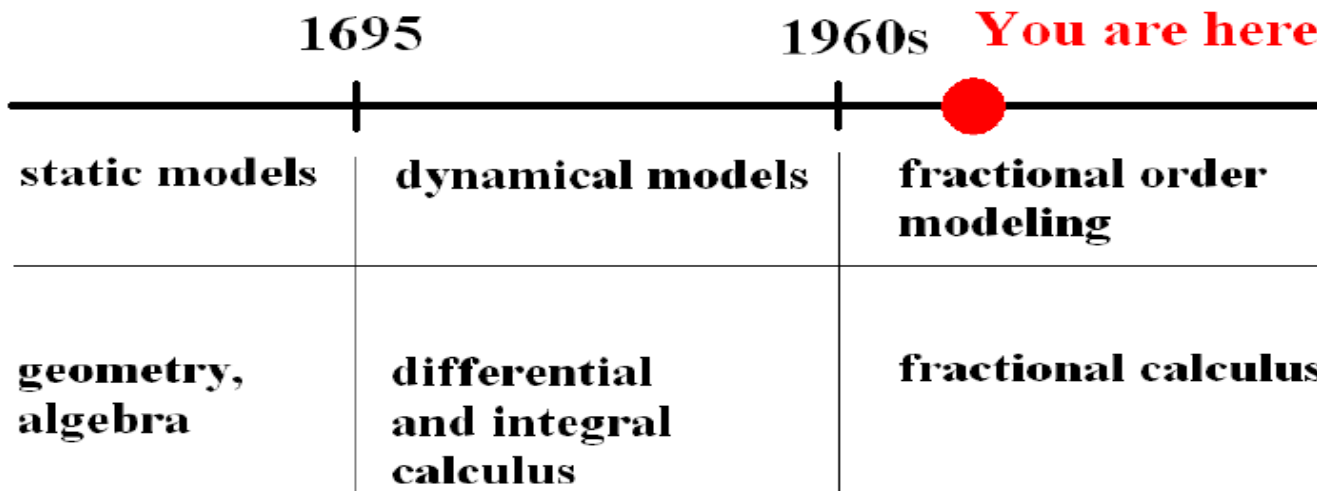 1695
1960s
You are here
static models
dynamical models
fractional order
modeling
geometry,
algebra
differential
and integral
calculus
fractional calculus